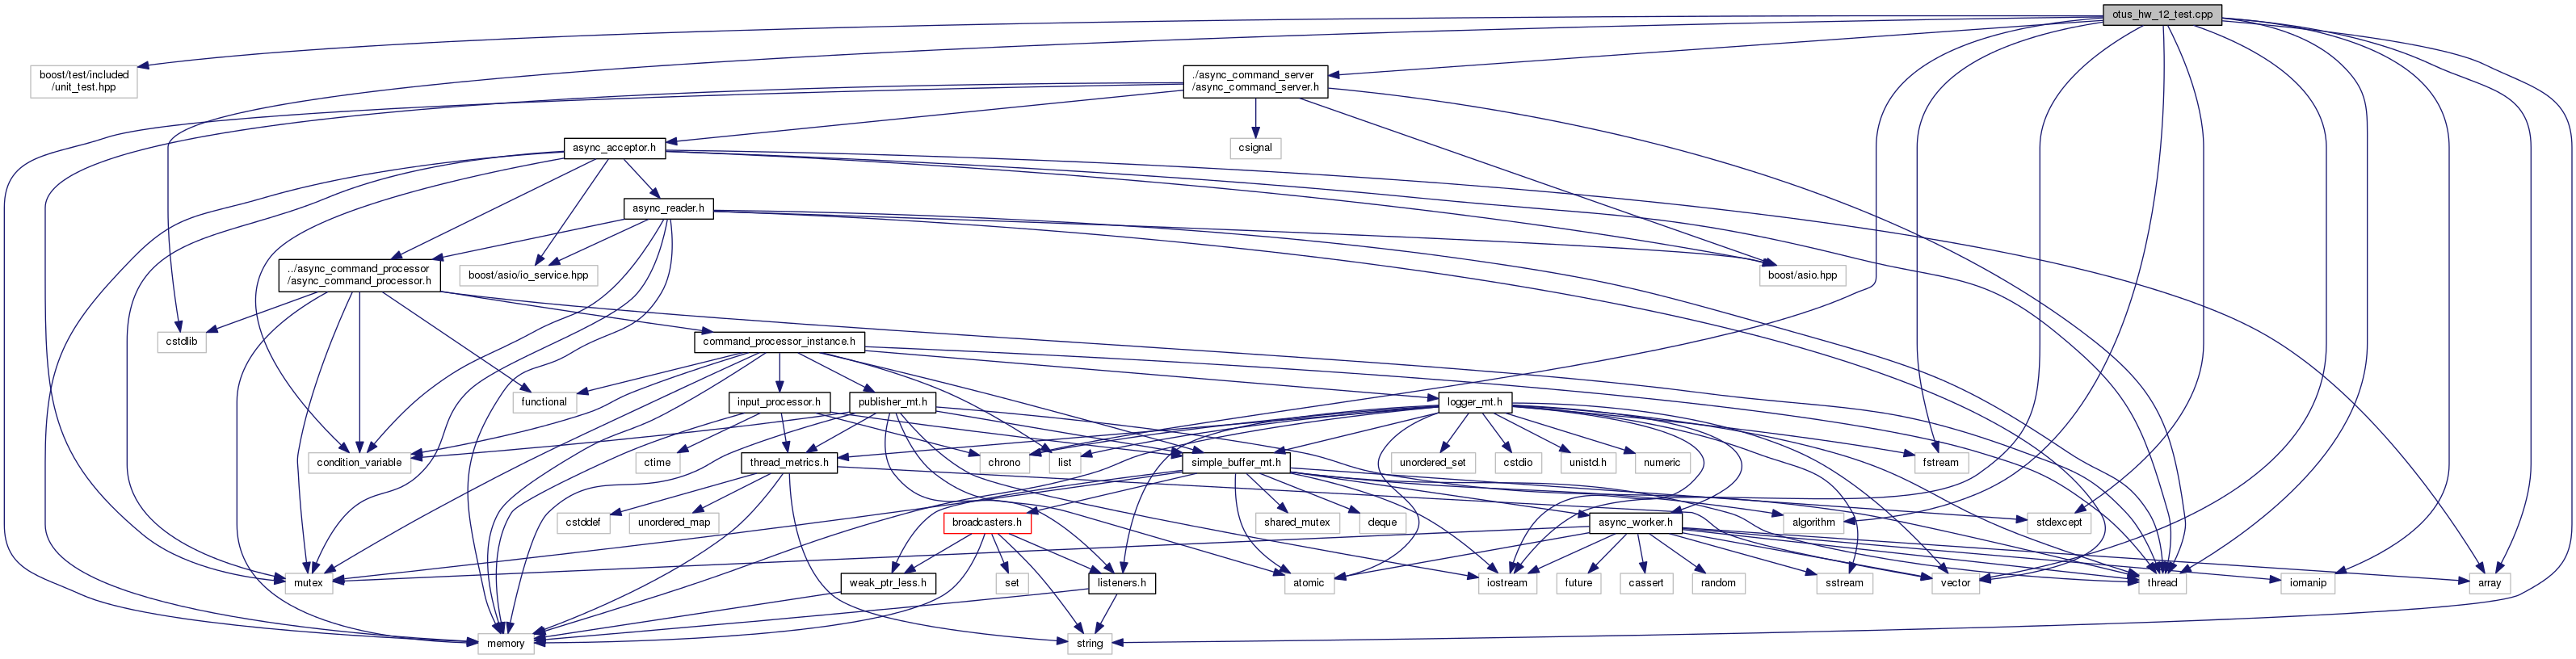 otus_hw_12_test.cpp
boost/test/included
/unit_test.hpp
./async_command_server
/async_command_server.h
async_acceptor.h
csignal
async_reader.h
../async_command_processor
/async_command_processor.h
boost/asio/io_service.hpp
boost/asio.hpp
cstdlib
command_processor_instance.h
functional
input_processor.h
publisher_mt.h
logger_mt.h
condition_variable
ctime
thread_metrics.h
chrono
list
simple_buffer_mt.h
unordered_set
cstdio
unistd.h
numeric
fstream
cstddef
unordered_map
broadcasters.h
shared_mutex
deque
async_worker.h
algorithm
stdexcept
mutex
weak_ptr_less.h
set
listeners.h
atomic
iostream
future
cassert
random
sstream
vector
thread
iomanip
array
memory
string